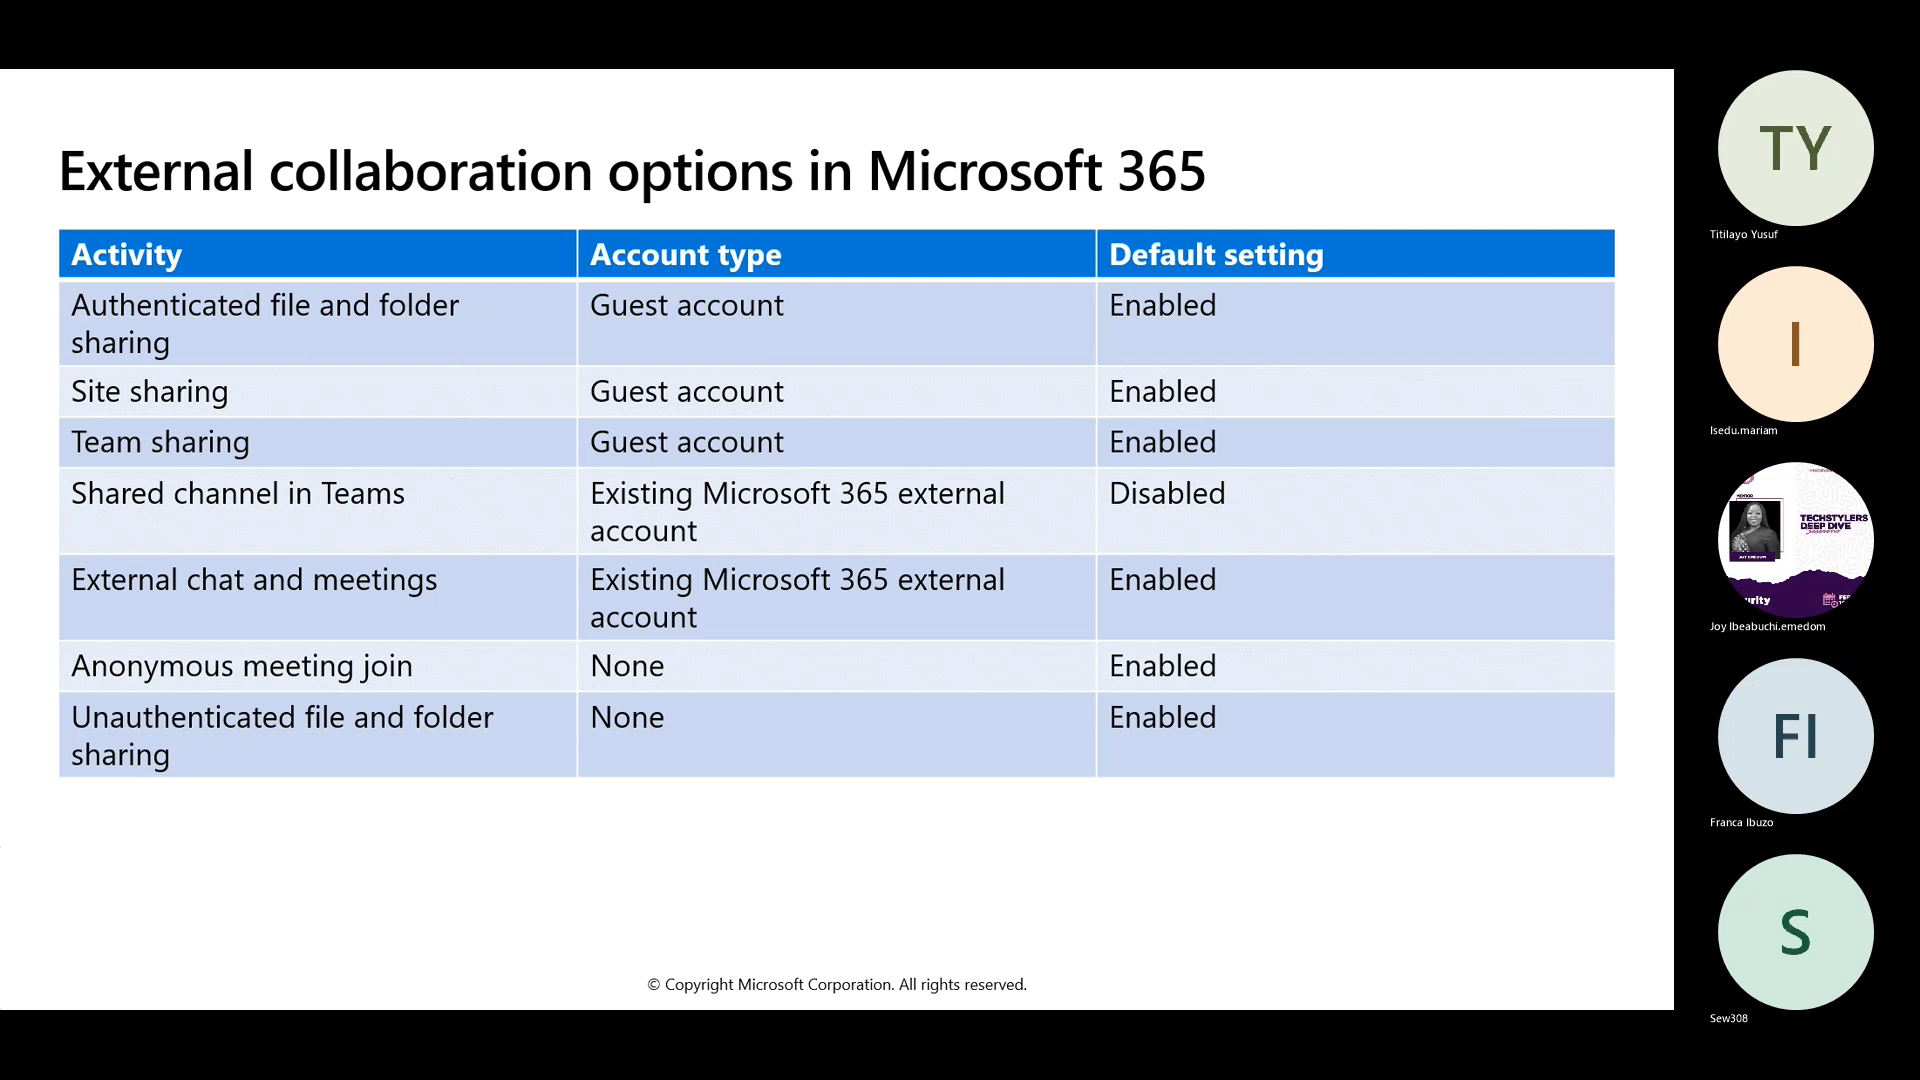 External collaboration options in Microsoft 365
Activity Account type Default setting
Authenticated file and folder Guest account Enabled
sharing
Site sharing Guest account Enabled
Team sharing Guest account Enabled
Shared channel in Teams Existing Microsoft 365 external Disabled
account
External chat and meetings Existing Microsoft 365 external Enabled
account
Anonymous meeting join None Enabled
Unauthenticated file and folder None Enabled
sharing
© Copyright Microsoft Corporation. All rights reserved.
TY
Titilayo Yusuf
I
Isedu.mariam
MENTOR
TECHSTYLERS
DEEP DIVE
urity
FE
Joy Ibeabuchi.emedom
FI
Franca Ibuzo
S
Sew308